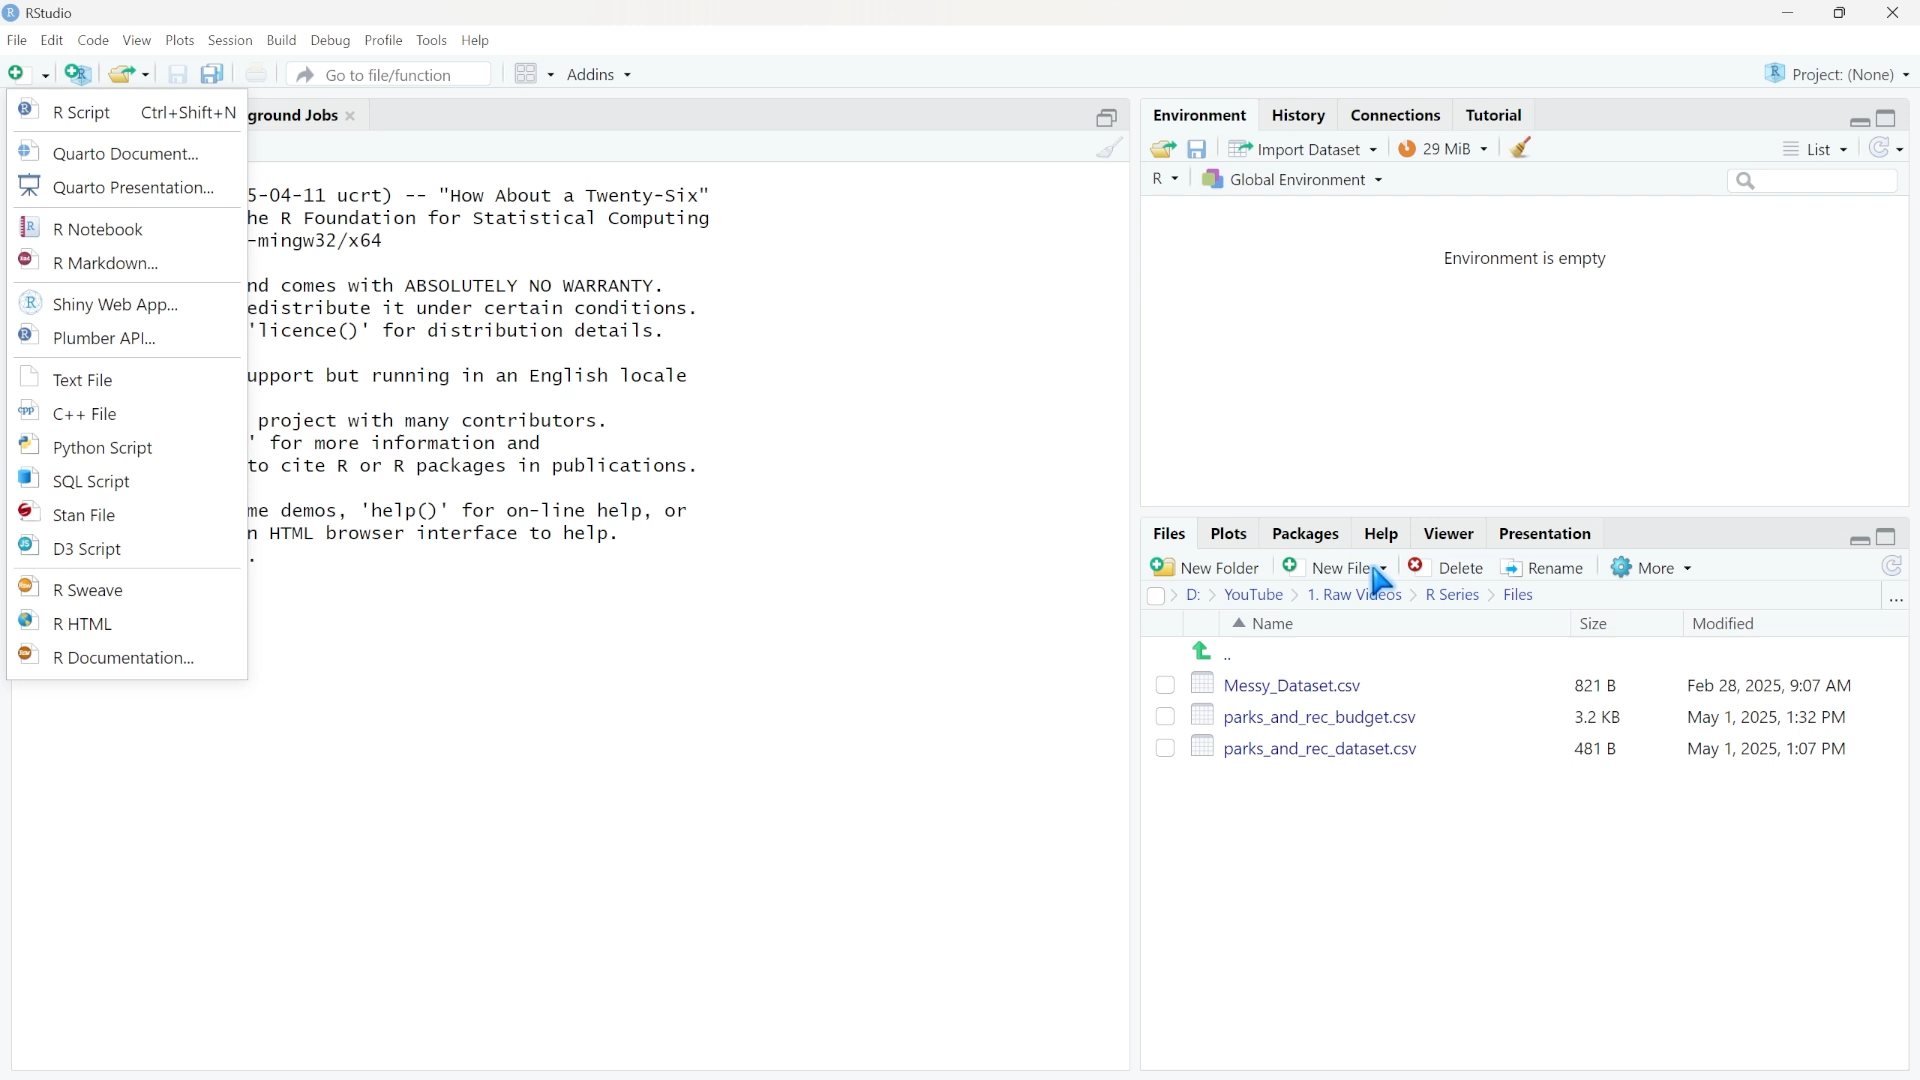 RStudio
File Edit Code View Plots Session Build Debug Profile Tools Help
Go to file/function Addins Project: (None)
R Script Ctrl+Shift+N
Quarto Document...
Quarto Presentation...
R Notebook
R Markdown...
Shiny Web App...
Plumber API...
Text File
C++ File
Python Script
SQL Script
Stan File
D3 Script
R Sweave
R HTML
R Documentation...
ground Jobs
5-04-11 ucrt) -- "How About a Twenty-Six"
he R Foundation for Statistical Computing
-mingw32/x64
nd comes with ABSOLUTELY NO WARRANTY.
edistribute it under certain conditions.
'licence()' for distribution details.
upport but running in an English locale
project with many contributors.
' for more information and
to cite R or R packages in publications.
me demos, 'help()' for on-line help, or
n HTML browser interface to help.
.
Environment History Connections Tutorial
Import Dataset 29 MiB List
R Global Environment
Environment is empty
Files Plots Packages Help Viewer Presentation
New Folder New File Delete Rename More
D: YouTube 1. Raw Videos R Series Files ...
Name Size Modified
..
Messy_Dataset.csv 821 B Feb 28, 2025, 9:07 AM
parks_and_rec_budget.csv 3.2 KB May 1, 2025, 1:32 PM
parks_and_rec_dataset.csv 481 B May 1, 2025, 1:07 PM